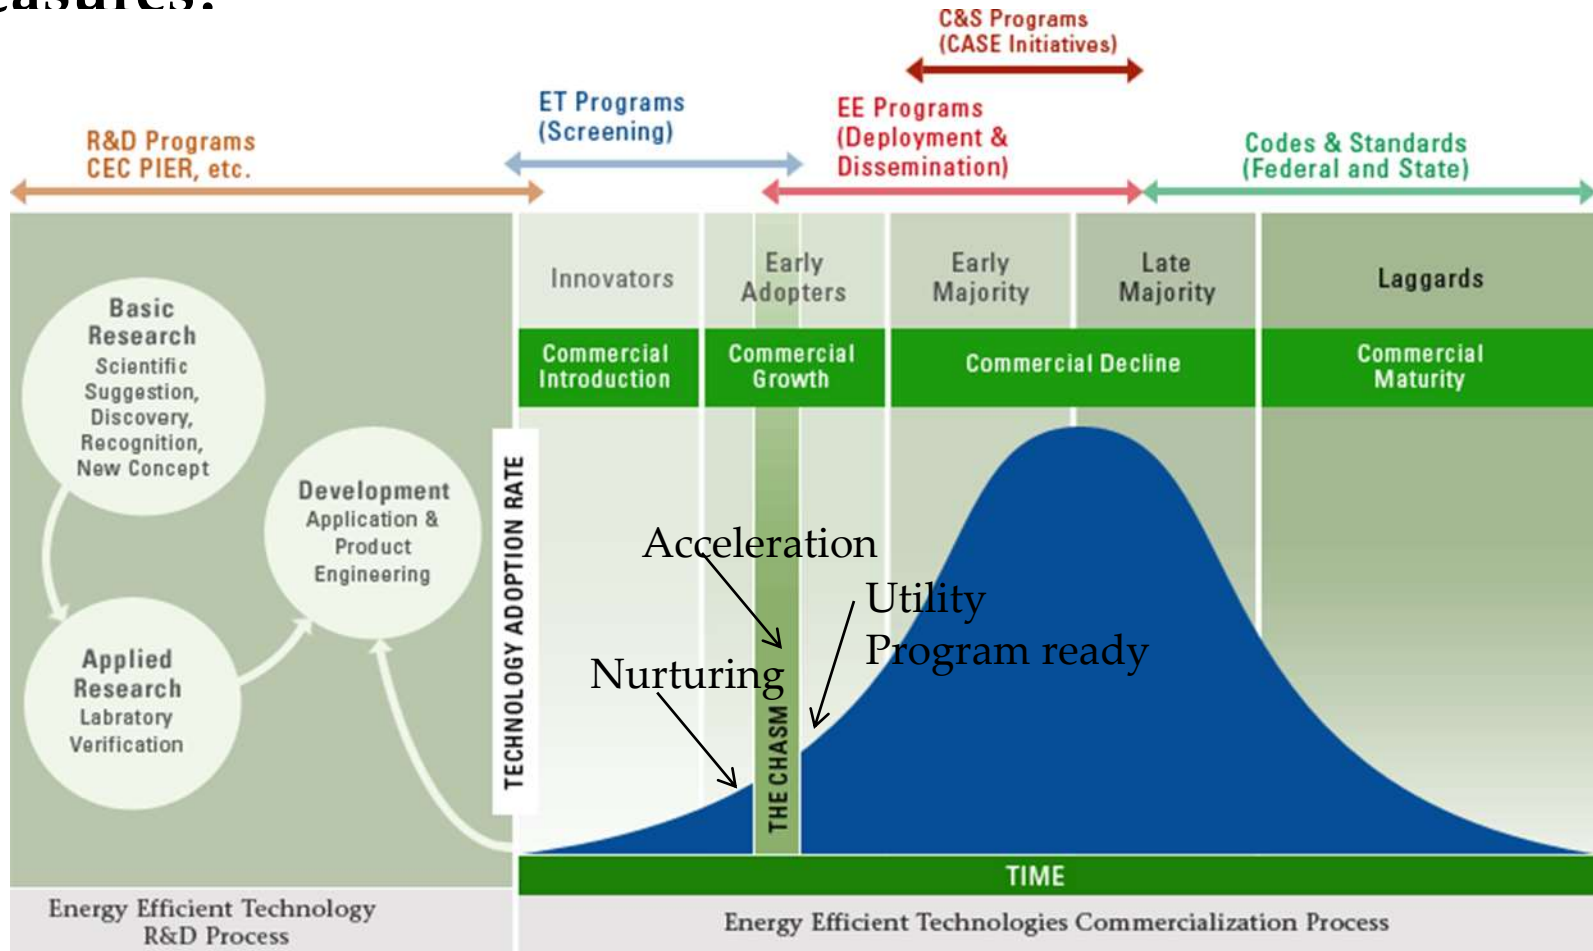 C&S Programs
(CASE Initiatives)
ET Programs
(Screening)
EE Programs
(Deployment &
Dissemination)
R&D Programs
CEC PIER, etc.
Codes & Standards
(Federal and State)
Innovators
Early
Adopters
Early
Majority
Late
Majority
Laggards
Commercial
Introduction
Commercial
Growth
Commercial Decline
Commercial
Maturity
Basic
Research
Scientific
Suggestion,
Discovery,
Recognition,
New Concept
Development
Application &
Product
Engineering
Applied
Research
Labratory
Verification
TECHNOLOGY ADOPTION RATE
Acceleration
Nurturing
Utility
Program ready
THE CHASM
TIME
Energy Efficient Technology
R&D Process
Energy Efficient Technologies Commercialization Process